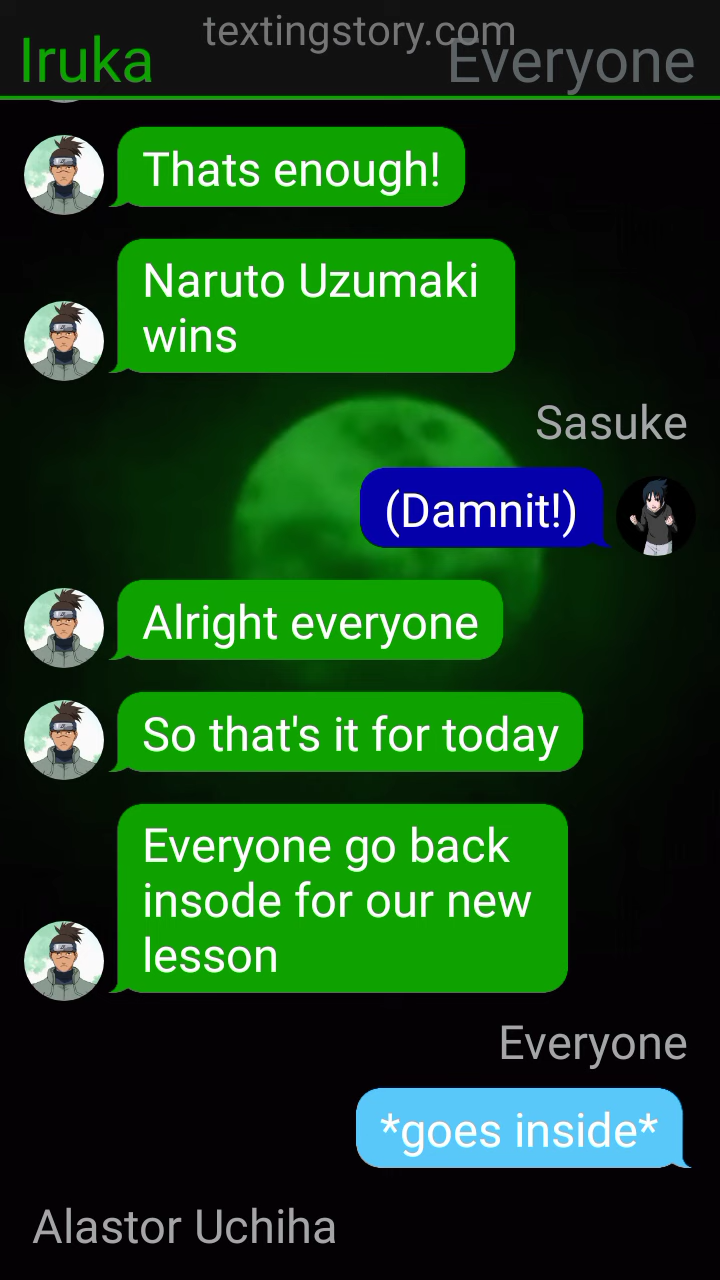 textingstory.com
Iruka
Everyone
Thats enough!
Naruto Uzumaki
wins
Sasuke
(Damnit!)
Alright everyone
So that's it for today
Everyone go back
insode for our new
lesson
Everyone
*goes inside*
Alastor Uchiha